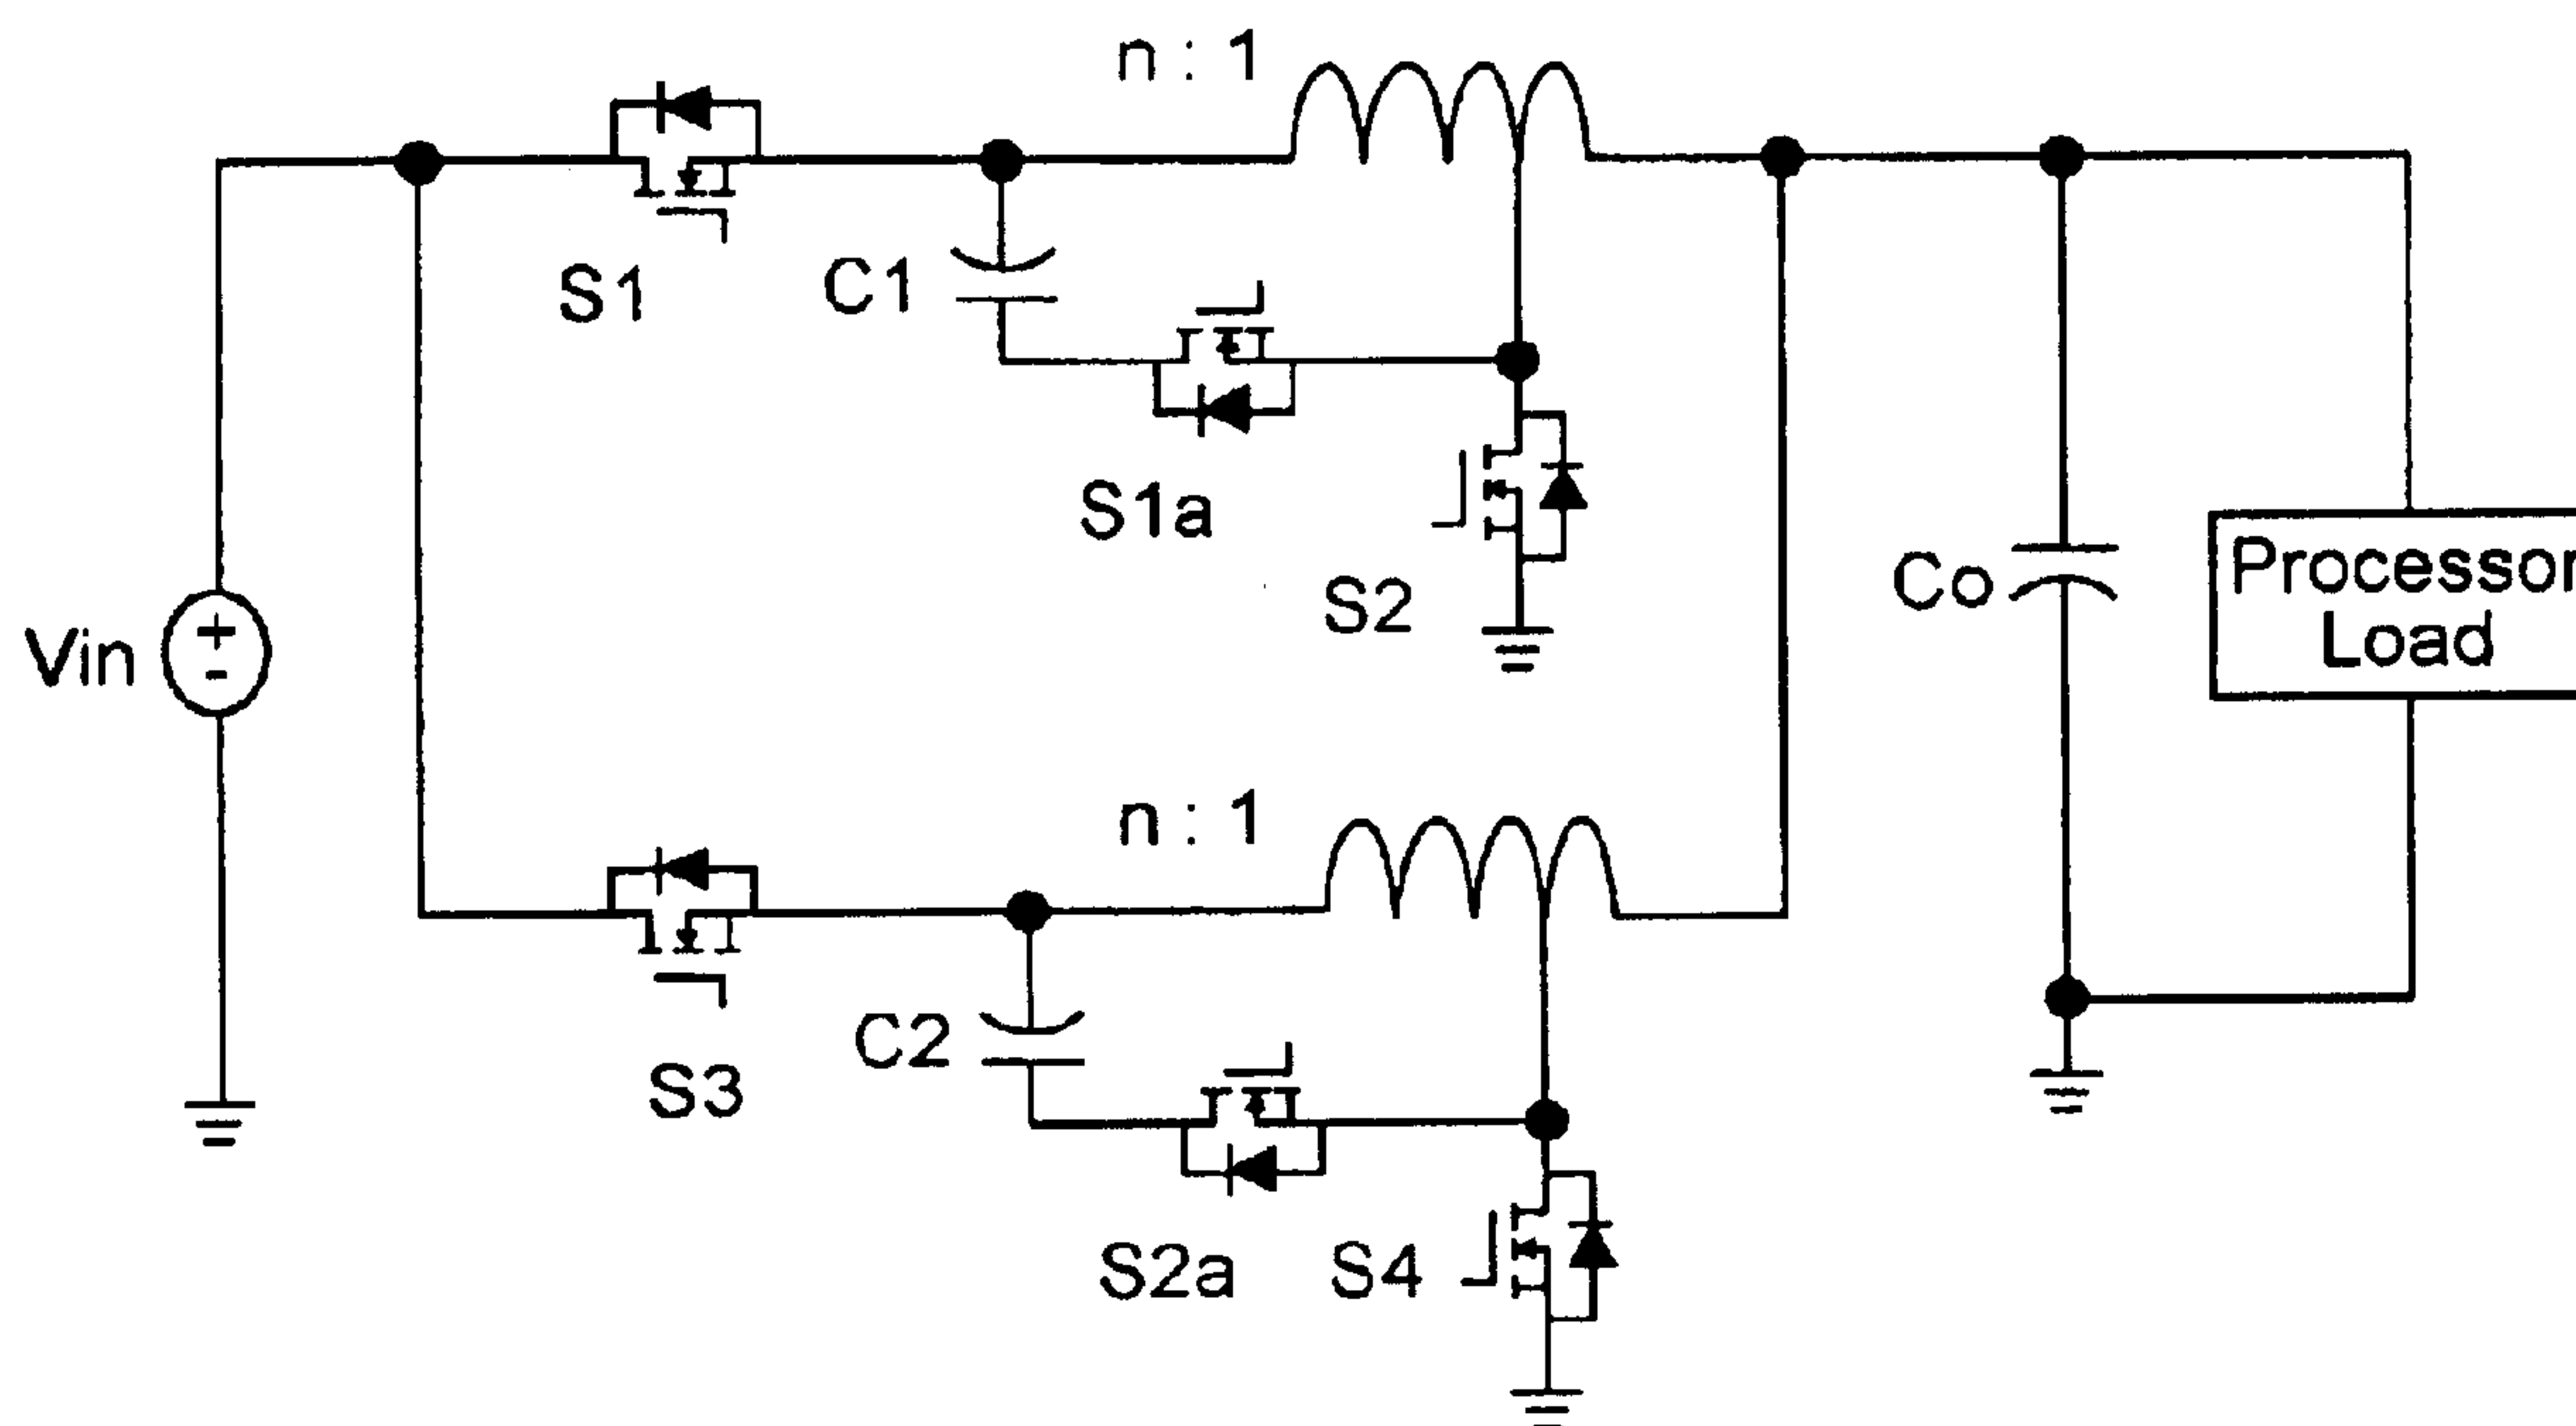 n : 1
S1
C1
S1a
S2
Vin
+
-
Co
Processor
Load
n : 1
S3
C2
S2a
S4